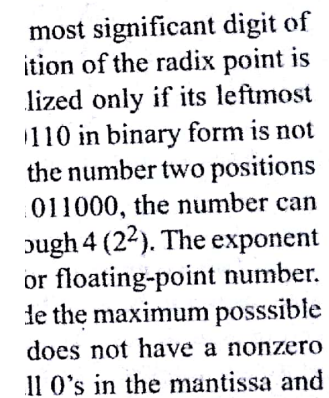 most significant digit of
ition of the radix point is
lized only if its leftmost
110 in binary form is not
the number two positions
011000, the number can
ough 4 (2²). The exponent
or floating-point number.
de the maximum posssible
does not have a nonzero
ll 0's in the mantissa and